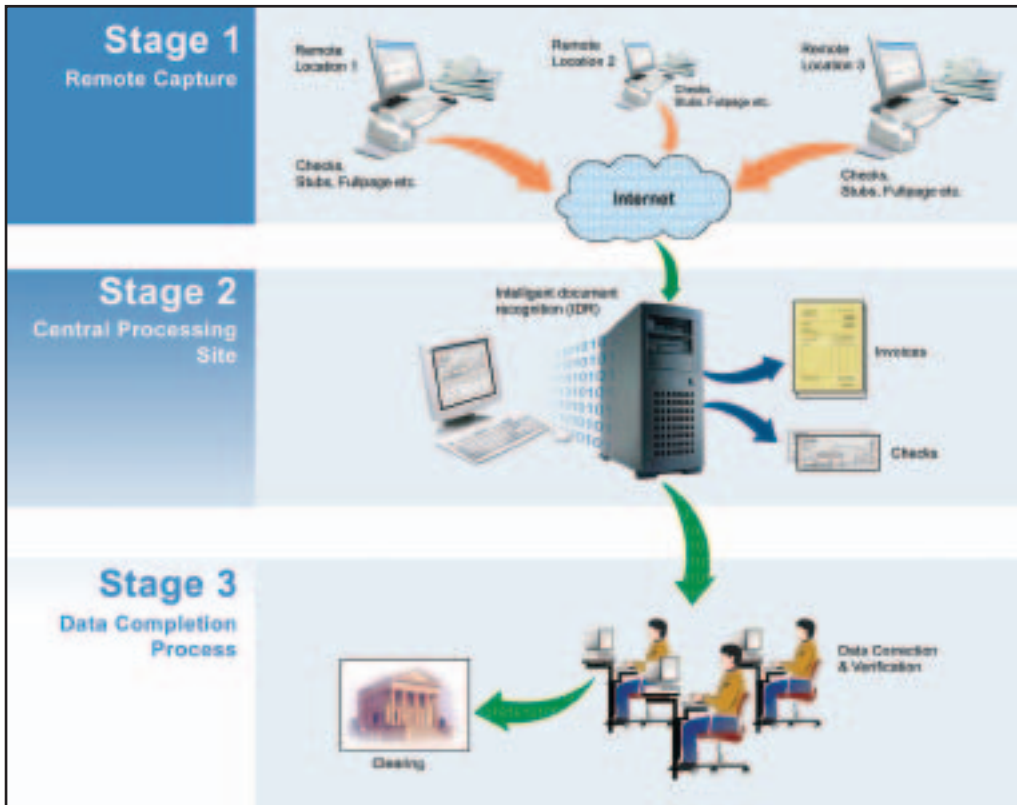 Stage 1
Remote Capture
Remote
Location 1
Checks,
Stubs, Fullpage etc.
Remote
Location 2
Checks,
Stubs, Fullpage etc.
Remote
Location 3
Checks,
Stubs, Fullpage etc.
Internet
Stage 2
Central Processing
Site
Intelligent document
recognition (IDR)
Invoices
Checks
Stage 3
Data Completion
Process
Data Correction
& Verification
Clearing